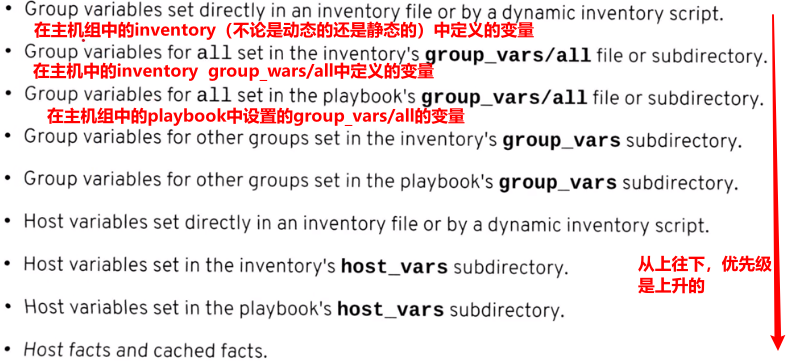 • Group variables set directly in an inventory file or by a dynamic inventory script.
在主机组中的inventory（不论是动态的还是静态的）中定义的变量
• Group variables for all set in the inventory's group_vars/all file or subdirectory.
在主机中的inventory group_wars/all中定义的变量
• Group variables for all set in the playbook's group_vars/all file or subdirectory.
在主机组中的playbook中设置的group_vars/all的变量
• Group variables for other groups set in the inventory's group_vars subdirectory.
• Group variables for other groups set in the playbook's group_vars subdirectory.
• Host variables set directly in an inventory file or by a dynamic inventory script.
• Host variables set in the inventory's host_vars subdirectory.
• Host variables set in the playbook's host_vars subdirectory.
• Host facts and cached facts.
从上往下，优先级
是上升的